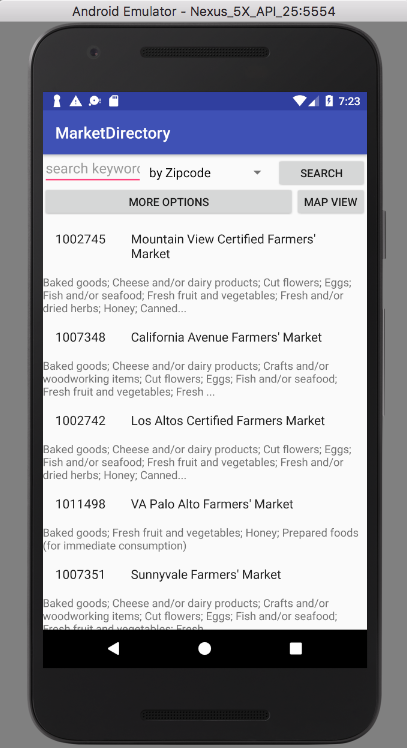 Android Emulator - Nexus_5X_API_25:5554
7:23
MarketDirectory
search keyword
by Zipcode
SEARCH
MORE OPTIONS
MAP VIEW
1002745
Mountain View Certified Farmers'
Market
Baked goods; Cheese and/or dairy products; Cut flowers; Eggs;
Fish and/or seafood; Fresh fruit and vegetables; Fresh and/or
dried herbs; Honey; Canned...
1007348
California Avenue Farmers' Market
Baked goods; Cheese and/or dairy products; Crafts and/or
woodworking items; Cut flowers; Eggs; Fish and/or seafood;
Fresh fruit and vegetables; Fresh ...
1002742
Los Altos Certified Farmers Market
Baked goods; Cheese and/or dairy products; Cut flowers; Eggs;
Fish and/or seafood; Fresh fruit and vegetables; Fresh and/or
dried herbs; Honey; Canned...
1011498
VA Palo Alto Farmers' Market
Baked goods; Fresh fruit and vegetables; Honey; Prepared foods
(for immediate consumption)
1007351
Sunnyvale Farmers' Market
Baked goods; Cheese and/or dairy products; Crafts and/or
woodworking items; Cut flowers; Eggs; Fish and/or seafood;
Fresh fruit and vegetables; Fresh